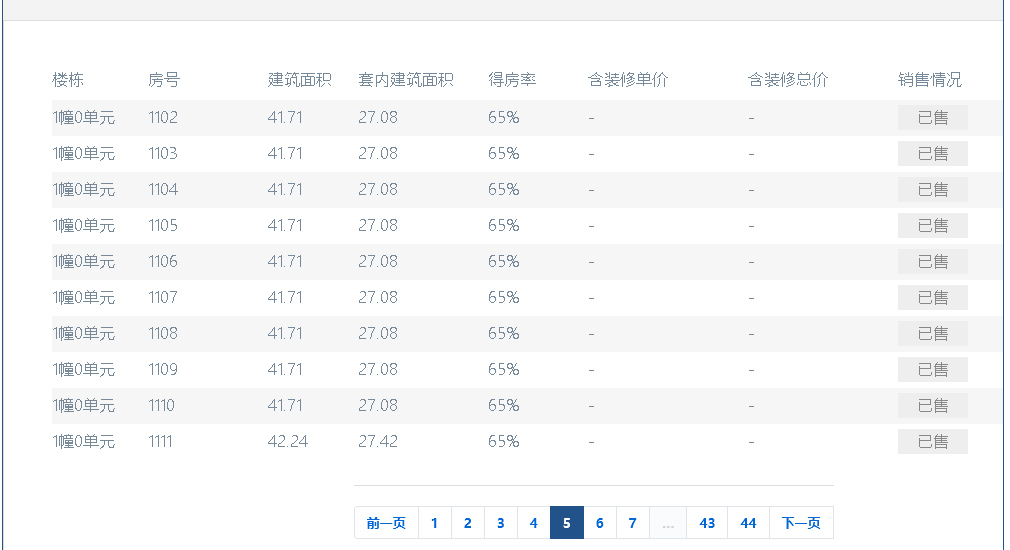 楼栋 房号 建筑面积 套内建筑面积 得房率 含装修单价 含装修总价 销售情况
1幢0单元 1102 41.71 27.08 65% - - 已售
1幢0单元 1103 41.71 27.08 65% - - 已售
1幢0单元 1104 41.71 27.08 65% - - 已售
1幢0单元 1105 41.71 27.08 65% - - 已售
1幢0单元 1106 41.71 27.08 65% - - 已售
1幢0单元 1107 41.71 27.08 65% - - 已售
1幢0单元 1108 41.71 27.08 65% - - 已售
1幢0单元 1109 41.71 27.08 65% - - 已售
1幢0单元 1110 41.71 27.08 65% - - 已售
1幢0单元 1111 42.24 27.42 65% - - 已售
前一页 1 2 3 4 5 6 7 ... 43 44 下一页